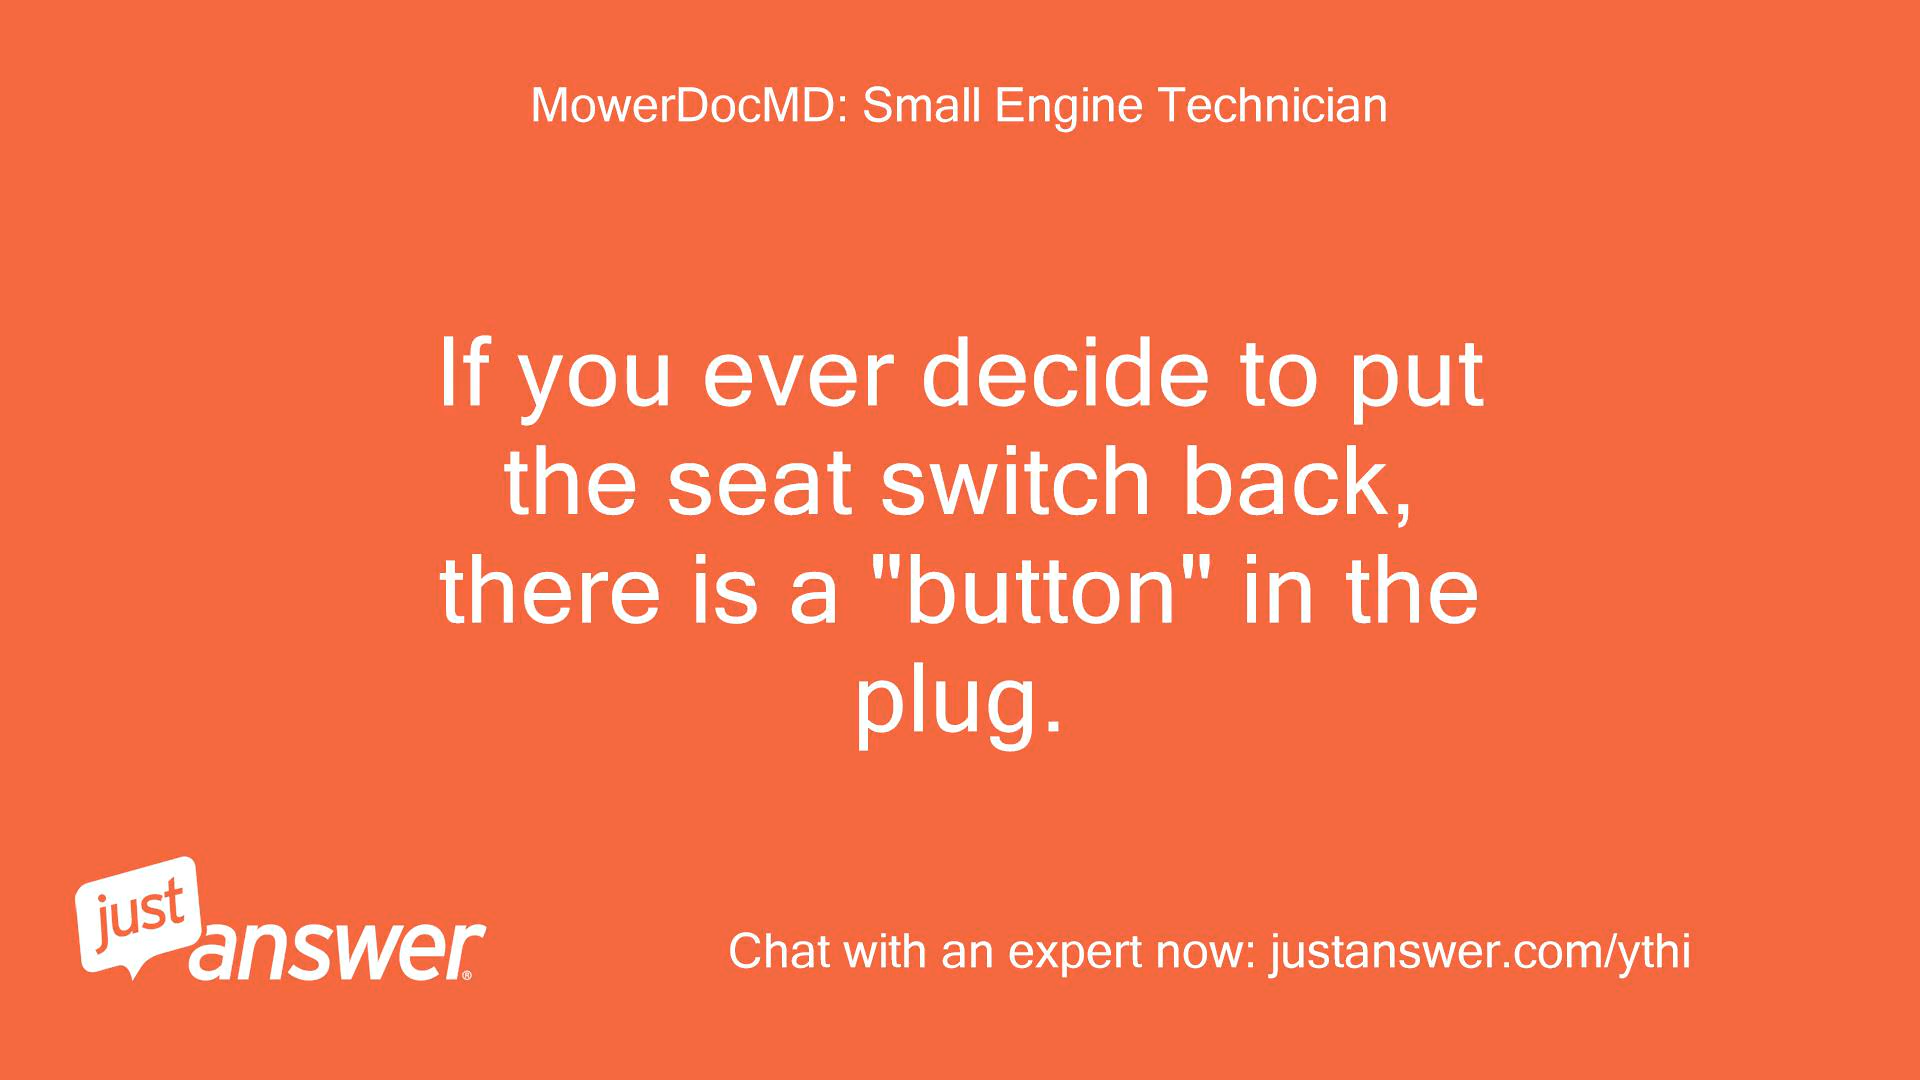 MowerDocMD: Small Engine Technician
If you ever decide to put
the seat switch back,
there is a "button" in the
plug.
just
answer®
Chat with an expert now: justanswer.com/ythi